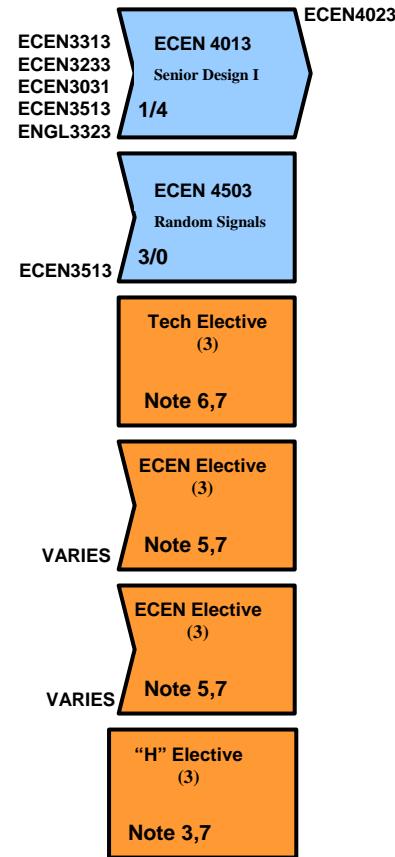 ECEN4023
ECEN3313
ECEN3233
ECEN3031
ECEN3513
ENGL3323
ECEN 4013
Senior Design I
1/4
ECEN 4503
Random Signals
3/0
ECEN3513
Tech Elective
(3)
Note 6,7
ECEN Elective
(3)
Note 5,7
VARIES
ECEN Elective
(3)
Note 5,7
VARIES
“H” Elective
(3)
Note 3,7